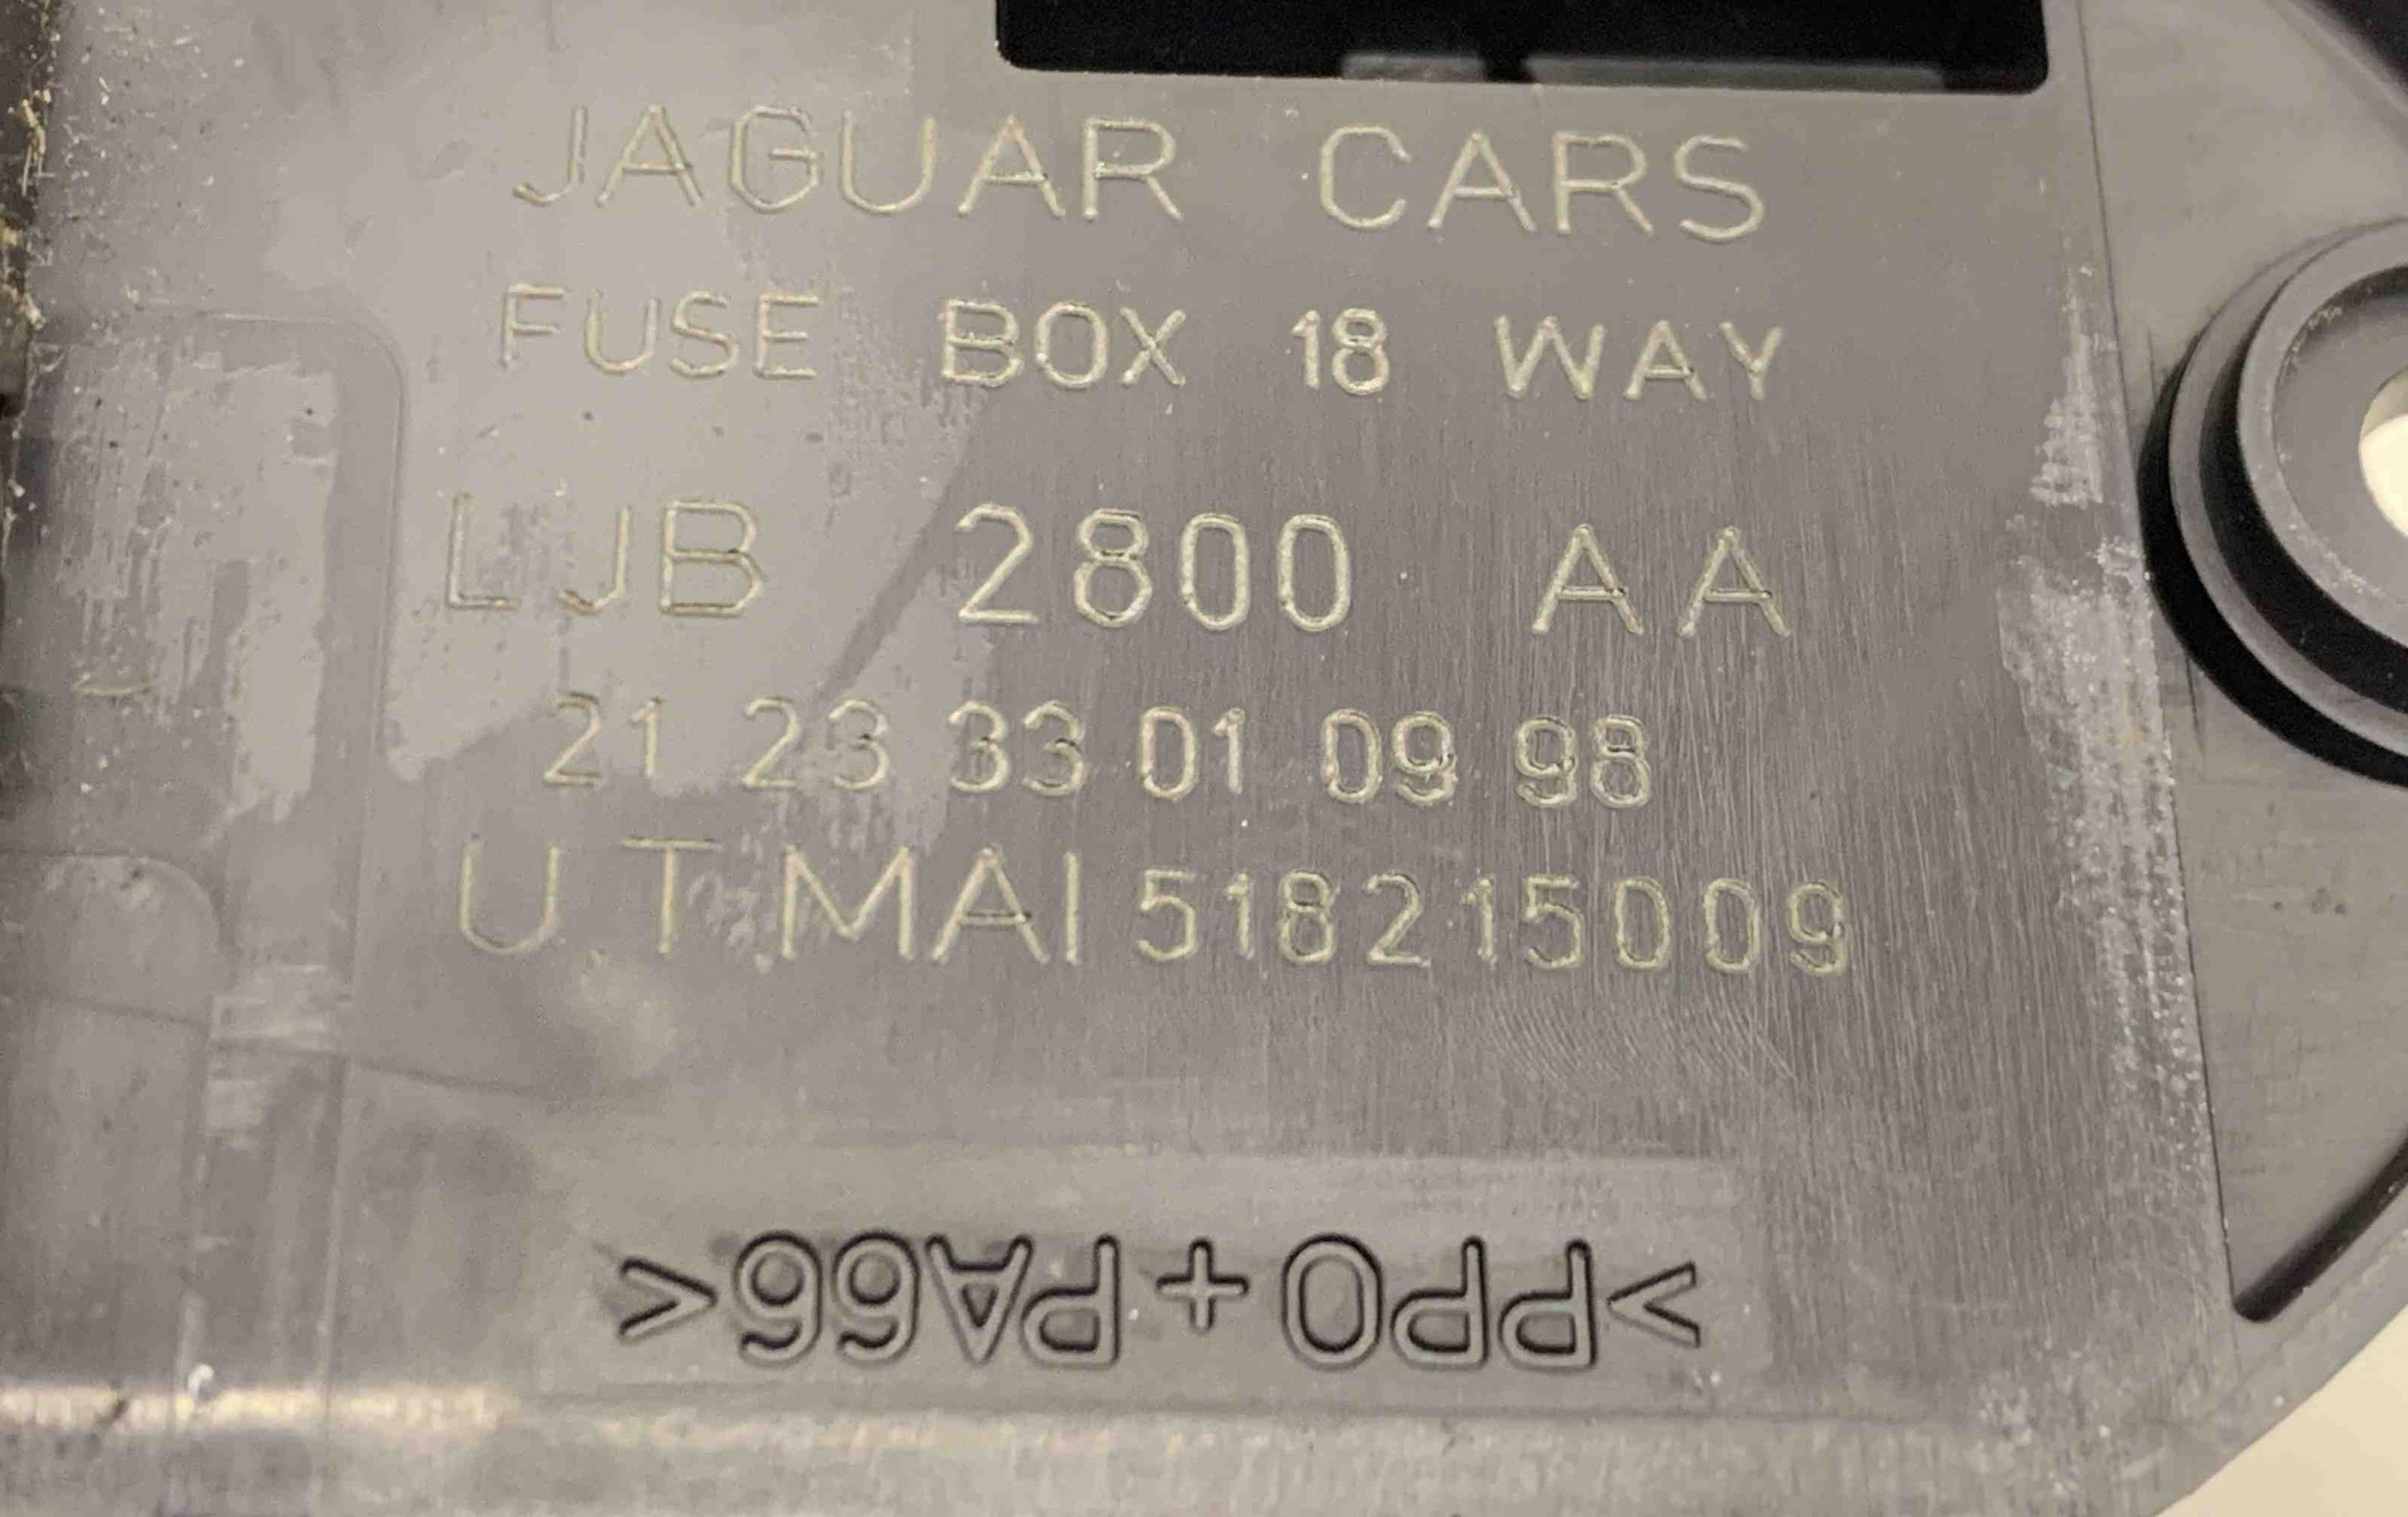 JAGUAR CARS
FUSE BOX 18 WAY
LJB 2800 AA
21 23 33 01 09 98
U.T.MAI 518215009
>PPO + PA66<